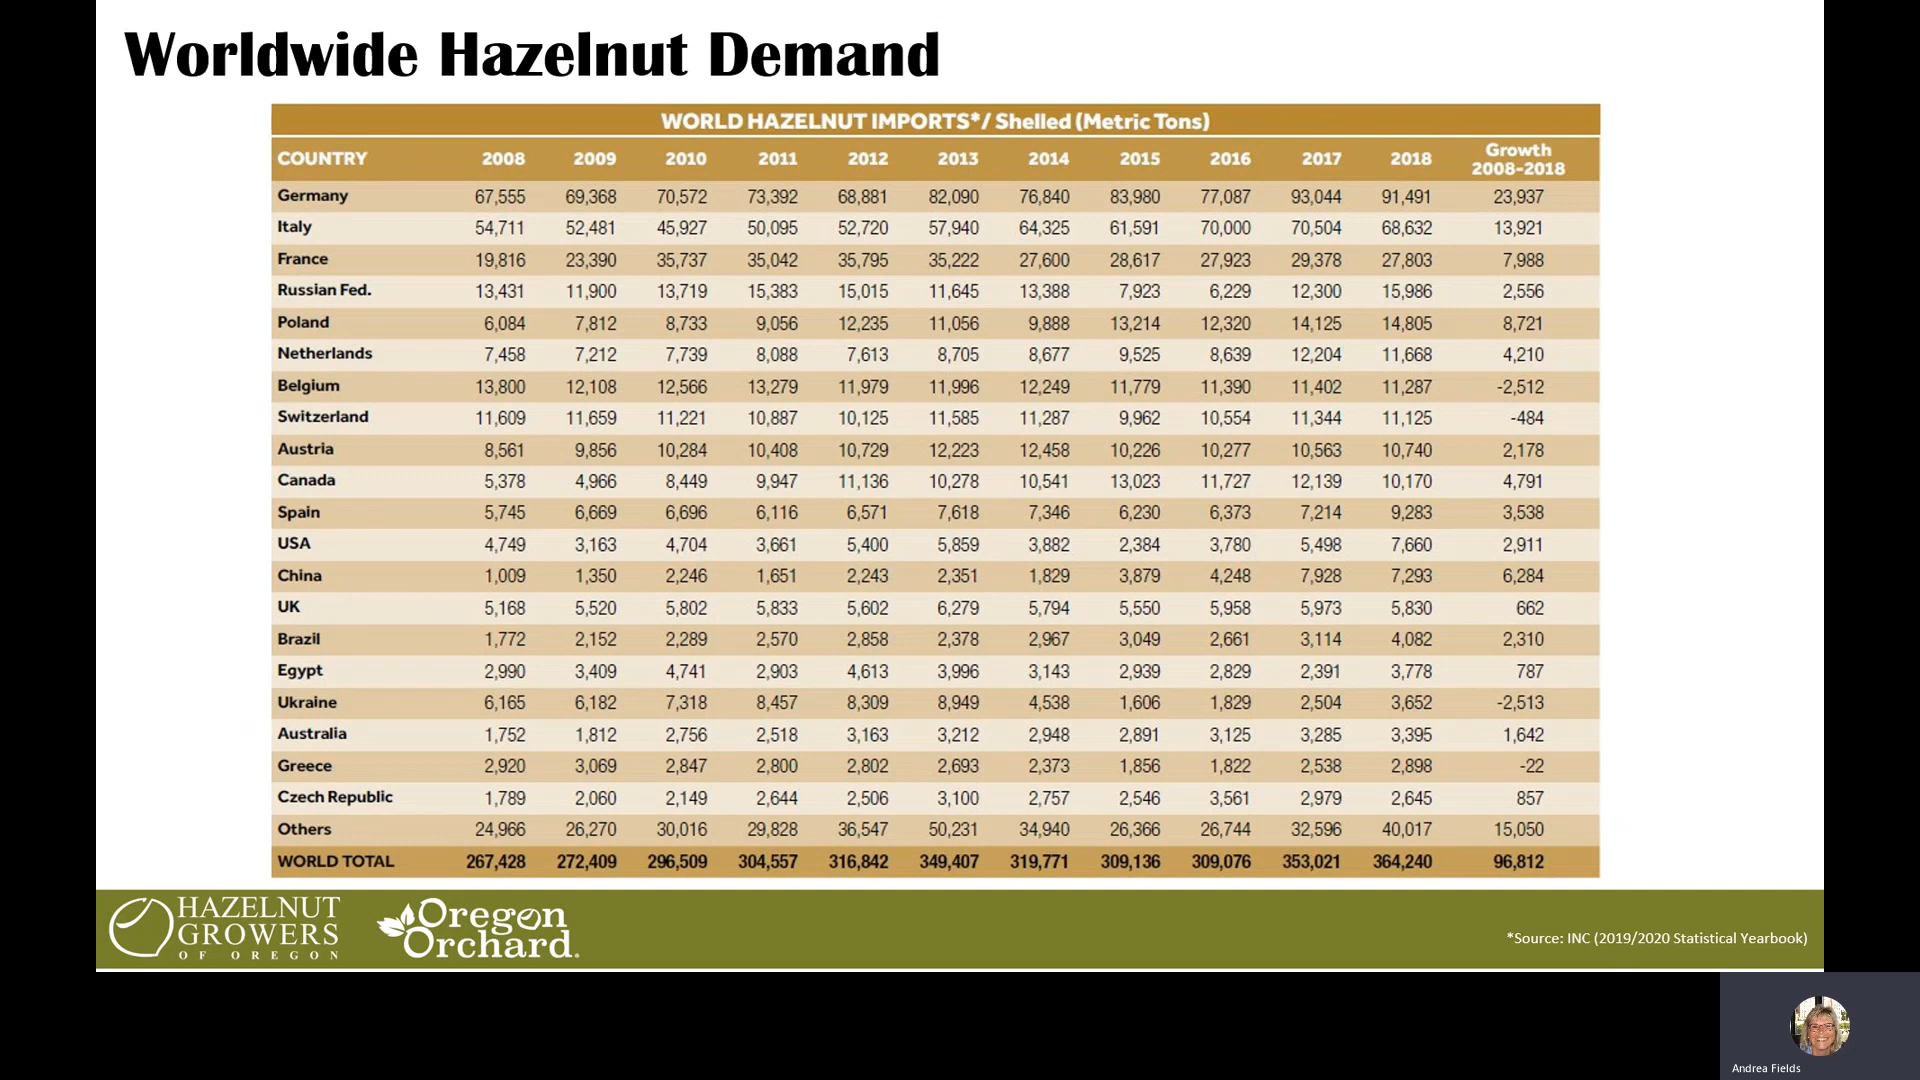 Worldwide Hazelnut Demand
WORLD HAZELNUT IMPORTS*/ Shelled (Metric Tons)
COUNTRY 2008 2009 2010 2011 2012 2013 2014 2015 2016 2017 2018 Growth 2008-2018
Germany 67,555 69,368 70,572 73,392 68,881 82,090 76,840 83,980 77,087 93,044 91,491 23,937
Italy 54,711 52,481 45,927 50,095 52,720 57,940 64,325 61,591 70,000 70,504 68,632 13,921
France 19,816 23,390 35,737 35,042 35,795 35,222 27,600 28,617 27,923 29,378 27,803 7,988
Russian Fed. 13,431 11,900 13,719 15,383 15,015 11,645 13,388 7,923 6,229 12,300 15,986 2,556
Poland 6,084 7,812 8,733 9,056 12,235 11,056 9,888 13,214 12,320 14,125 14,805 8,721
Netherlands 7,458 7,212 7,739 8,088 7,613 8,705 8,677 9,525 8,639 12,204 11,668 4,210
Belgium 13,800 12,108 12,566 13,279 11,979 11,996 12,249 11,779 11,390 11,402 11,287 -2,512
Switzerland 11,609 11,659 11,221 10,887 10,125 11,585 11,287 9,962 10,554 11,344 11,125 -484
Austria 8,561 9,856 10,284 10,408 10,729 12,223 12,458 10,226 10,277 10,563 10,740 2,178
Canada 5,378 4,966 8,449 9,947 11,136 10,278 10,541 13,023 11,727 12,139 10,170 4,791
Spain 5,745 6,669 6,696 6,116 6,571 7,618 7,346 6,230 6,373 7,214 9,283 3,538
USA 4,749 3,163 4,704 3,661 5,400 5,859 3,882 2,384 3,780 5,498 7,660 2,911
China 1,009 1,350 2,246 1,651 2,243 2,351 1,829 3,879 4,248 7,928 7,293 6,284
UK 5,168 5,520 5,802 5,833 5,602 6,279 5,794 5,550 5,958 5,973 5,830 662
Brazil 1,772 2,152 2,289 2,570 2,858 2,378 2,967 3,049 2,661 3,114 4,082 2,310
Egypt 2,990 3,409 4,741 2,903 4,613 3,996 3,143 2,939 2,829 2,391 3,778 787
Ukraine 6,165 6,182 7,318 8,457 8,309 8,949 4,538 1,606 1,829 2,504 3,652 -2,513
Australia 1,752 1,812 2,756 2,518 3,163 3,212 2,948 2,891 3,125 3,285 3,395 1,642
Greece 2,920 3,069 2,847 2,800 2,802 2,693 2,373 1,856 1,822 2,538 2,898 -22
Czech Republic 1,789 2,060 2,149 2,644 2,506 3,100 2,757 2,546 3,561 2,979 2,645 857
Others 24,966 26,270 30,016 29,828 36,547 50,231 34,940 26,366 26,744 32,596 40,017 15,050
WORLD TOTAL 267,428 272,409 296,509 304,557 316,842 349,407 319,771 309,136 309,076 353,021 364,240 96,812
HAZELNUT
GROWERS
OF OREGON
Oregon
Orchard®
*Source: INC (2019/2020 Statistical Yearbook)
Andrea Fields